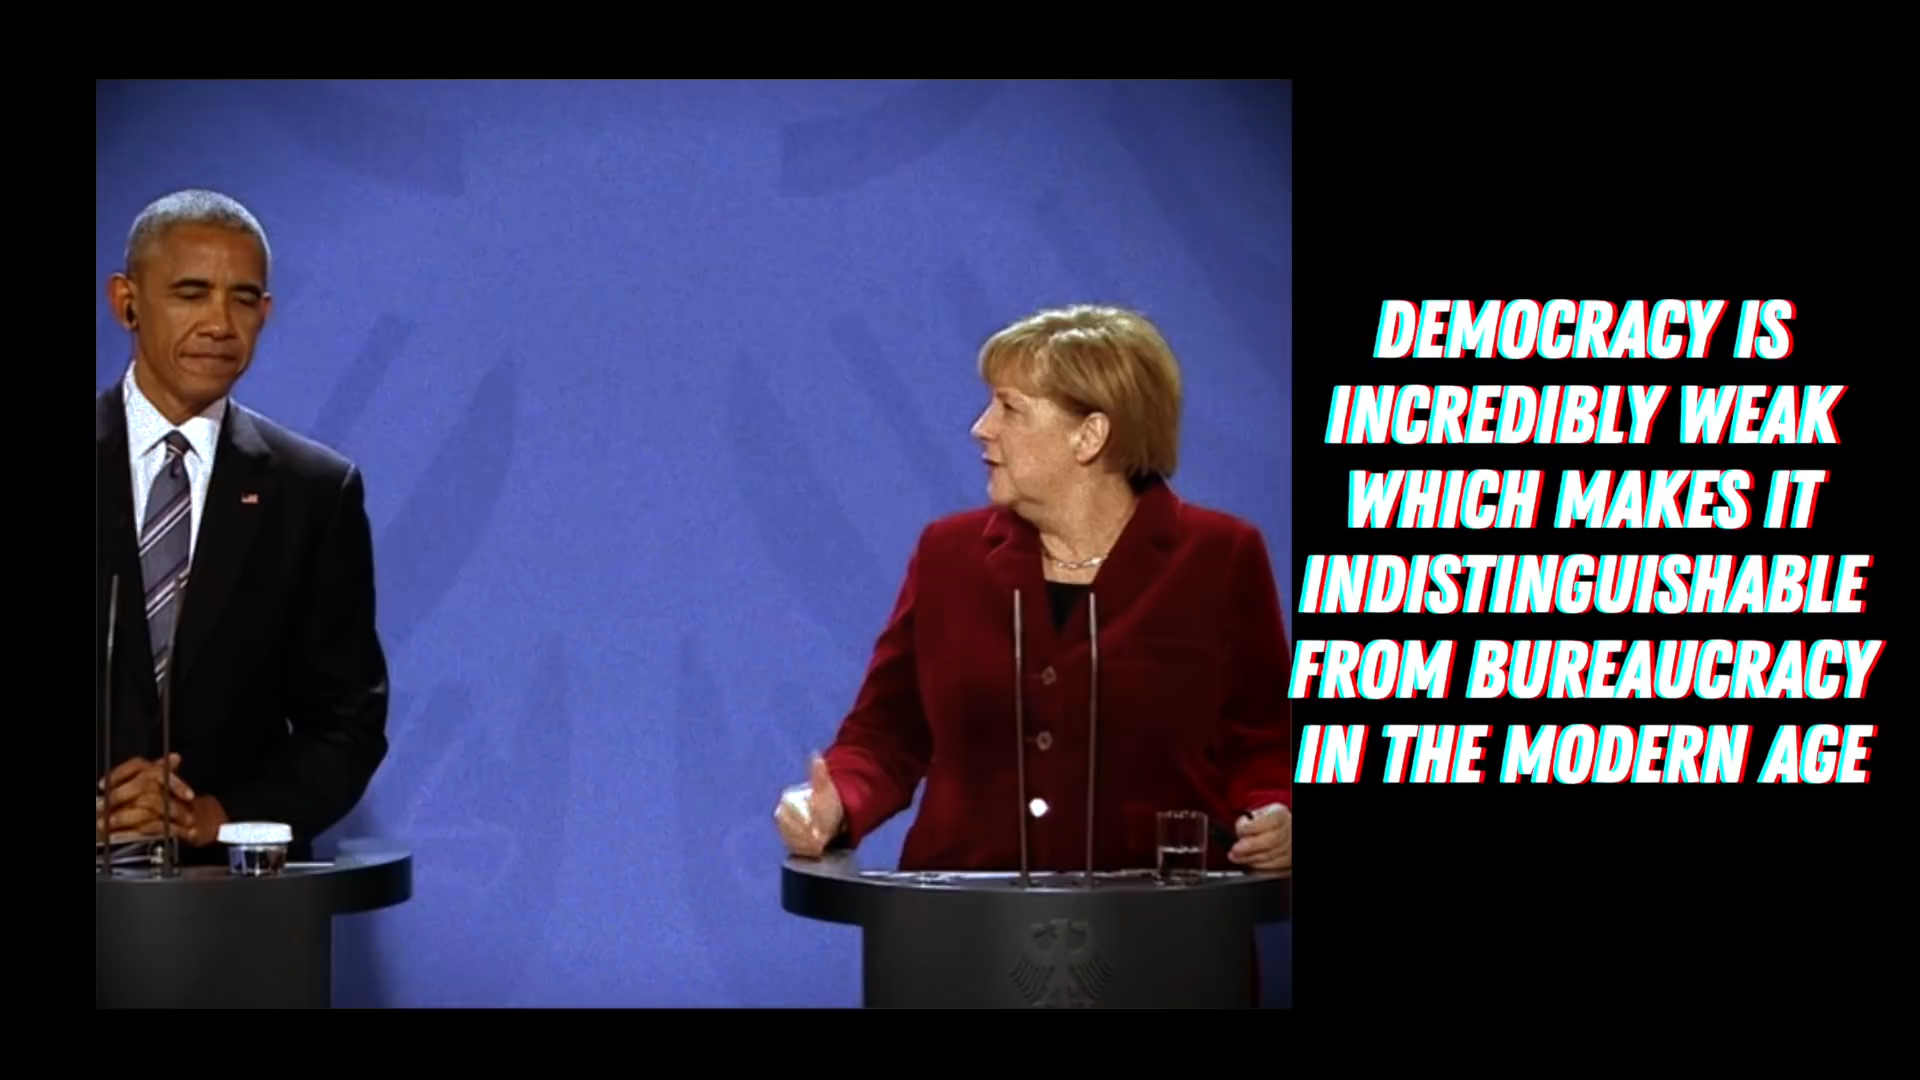 DEMOCRACY IS
INCREDIBLY WEAK
WHICH MAKES IT
INDISTINGUISHABLE
FROM BUREAUCRACY
IN THE MODERN AGE